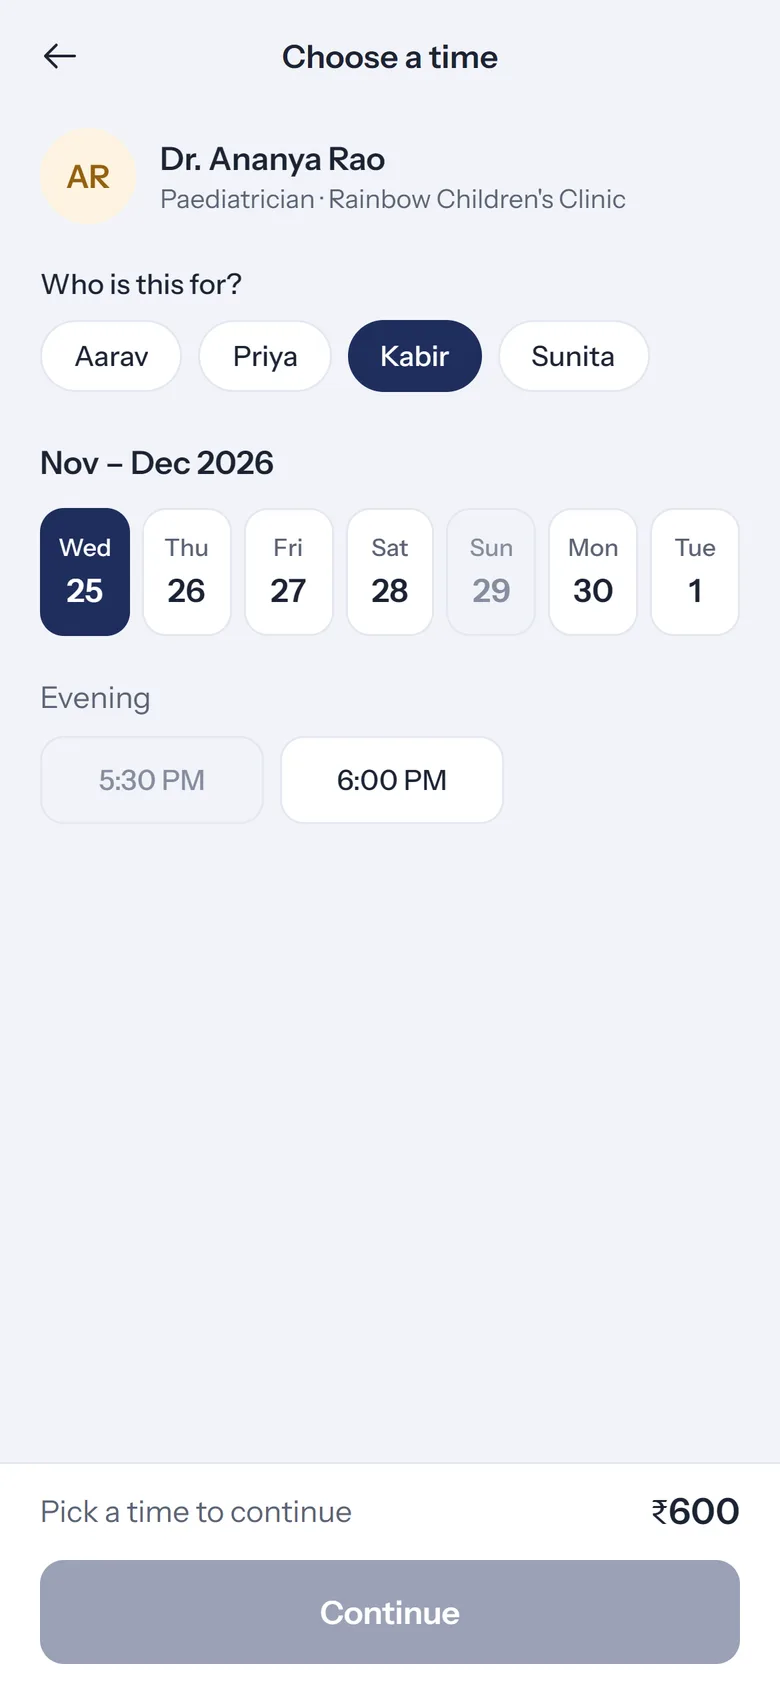 Choose a time
AR
Dr. Ananya Rao
Paediatrician · Rainbow Children's Clinic
Who is this for?
Aarav Priya Kabir Sunita
Nov – Dec 2026
Wed Thu Fri Sat Sun Mon Tue
25 26 27 28 29 30 1
Evening
5:30 PM 6:00 PM
Pick a time to continue ₹600
Continue